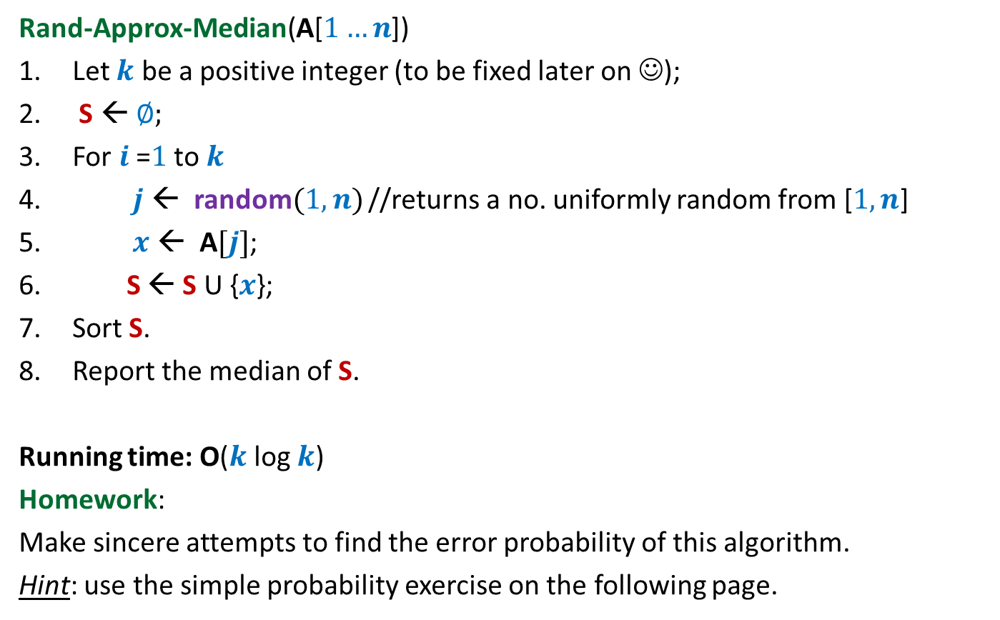 Rand-Approx-Median(A[1 … n])
1. Let k be a positive integer (to be fixed later on ☺);
2. S ← ∅;
3. For i =1 to k
4. j ← random(1, n) //returns a no. uniformly random from [1, n]
5. x ← A[j];
6. S ← S U {x};
7. Sort S.
8. Report the median of S.
Running time: O(k log k)
Homework:
Make sincere attempts to find the error probability of this algorithm.
Hint: use the simple probability exercise on the following page.